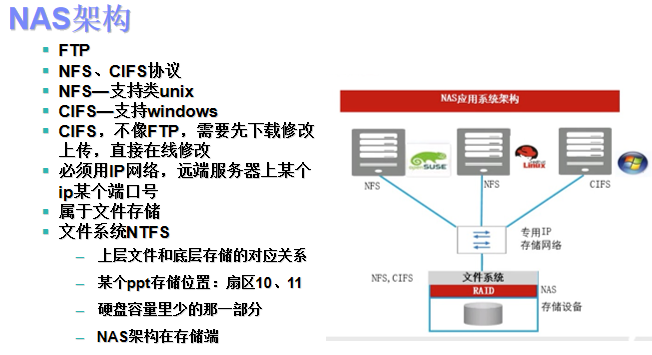 NAS架构
FTP
NFS、CIFS协议
NFS—支持类unix
CIFS—支持windows
CIFS，不像FTP，需要先下载修改
上传，直接在线修改
必须用IP网络，远端服务器上某个
ip某个端口号
属于文件存储
文件系统NTFS
– 上层文件和底层存储的对应关系
– 某个ppt存储位置：扇区10、11
– 硬盘容量里少的那一部分
– NAS架构在存储端
NAS应用系统架构
openSUSE
Linux
NFS
NFS
CIFS
专用IP
存储网络
NFS,CIFS
文件系统
RAID
NAS
存储设备